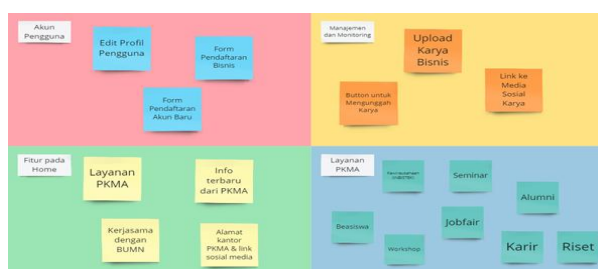 Akun
Pengguna
Edit Profil
Pengguna
Form
Pendaftaran
Bisnis
Form
Pendaftaran
Akun Baru
Manajemen
dan Monitoring
Upload
Karya
Bisnis
Button untuk
Mengunggah
Karya
Link ke
Media
Sosial
Karya
Fitur pada
Home
Layanan
PKMA
Info
terbaru
dari PKMA
Kerjasama
dengan
BUMN
Alamat
kantor
PKMA & link
sosial media
Layanan
PKMA
Seminar
Alumni
Beasiswa
Jobfair
Workshop
Karir
Riset